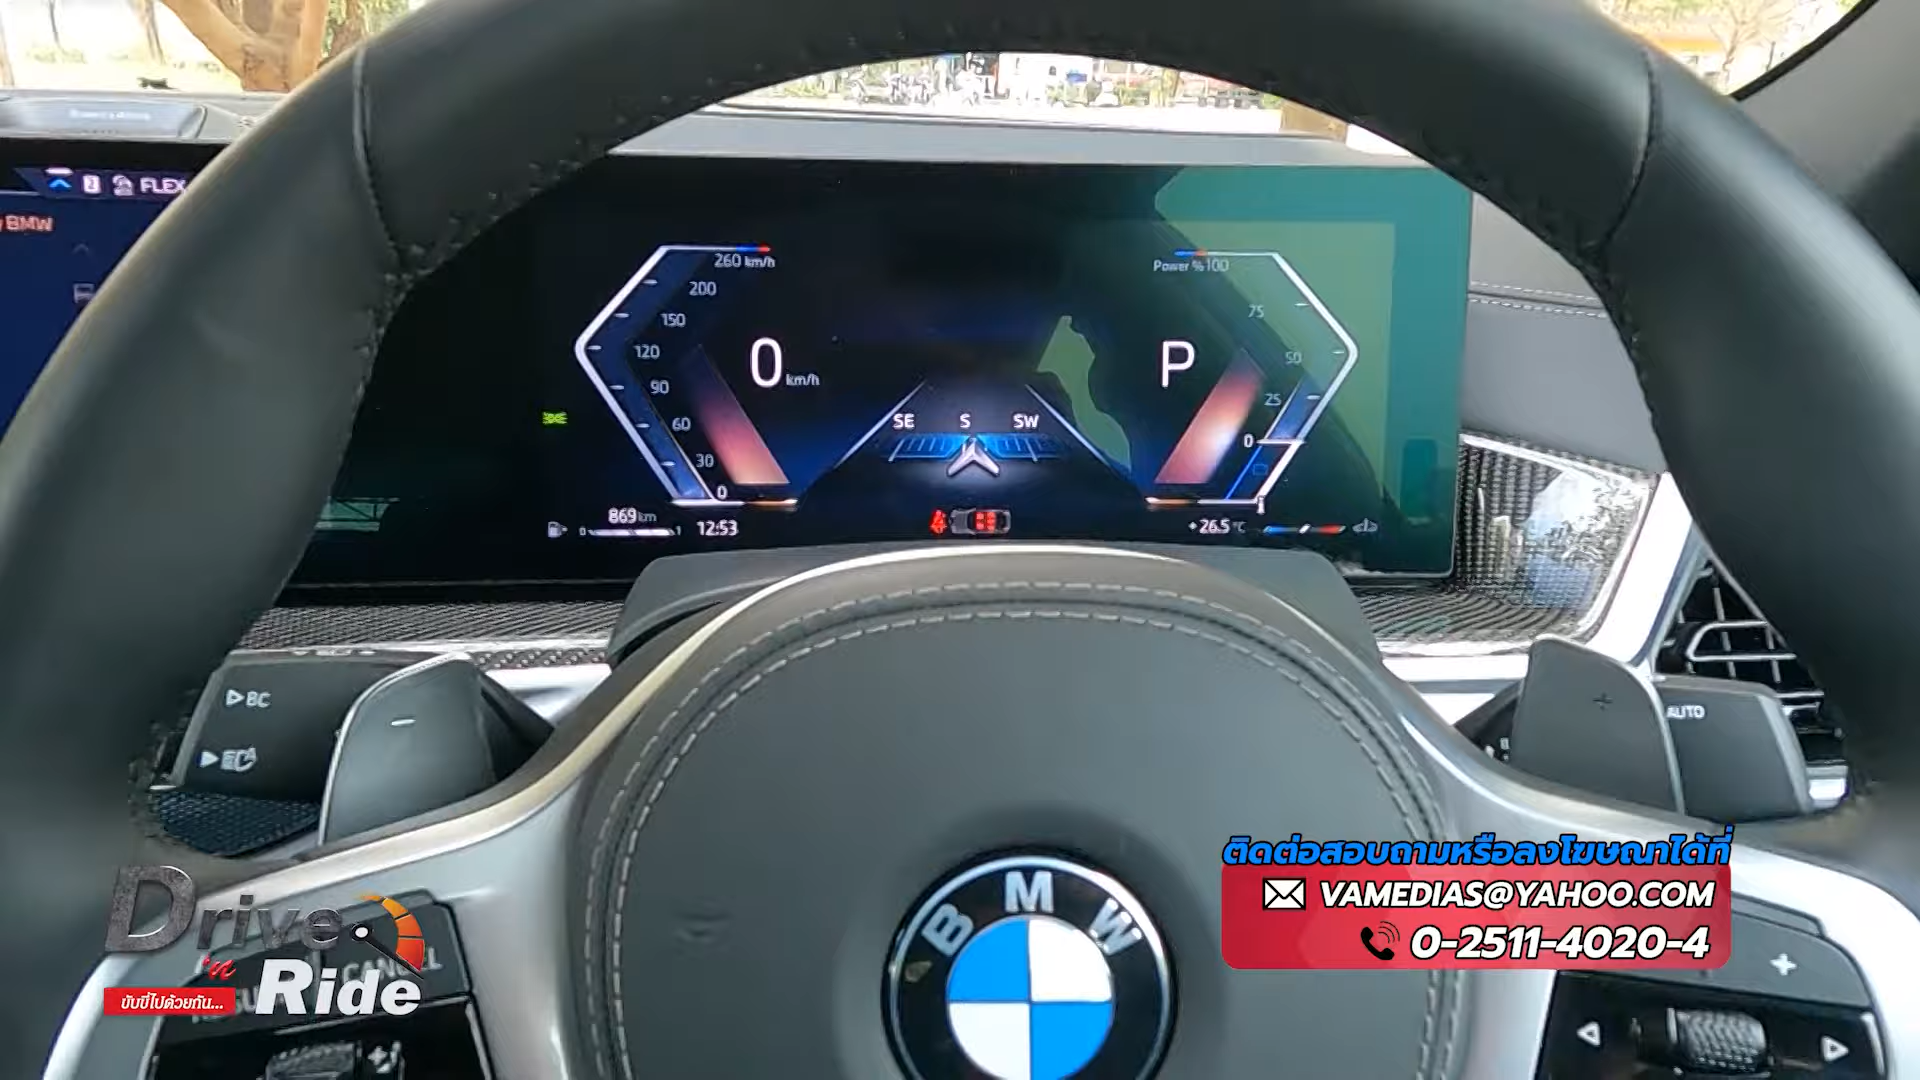 FLEX
BMW
260 km/h
200
150
120
90
60
30
0
0 km/h
Power %100
75
50
25
0
P
SE S SW
869 km
0 1
12:53
+26.5 °C
BC
−
+
AUTO
BMW
CANCEL
+
Drive
'n
Ride
ขับขี่ไปด้วยกัน...
ติดต่อสอบถามหรือลงโฆษณาได้ที่
VAMEDIAS@YAHOO.COM
0-2511-4020-4